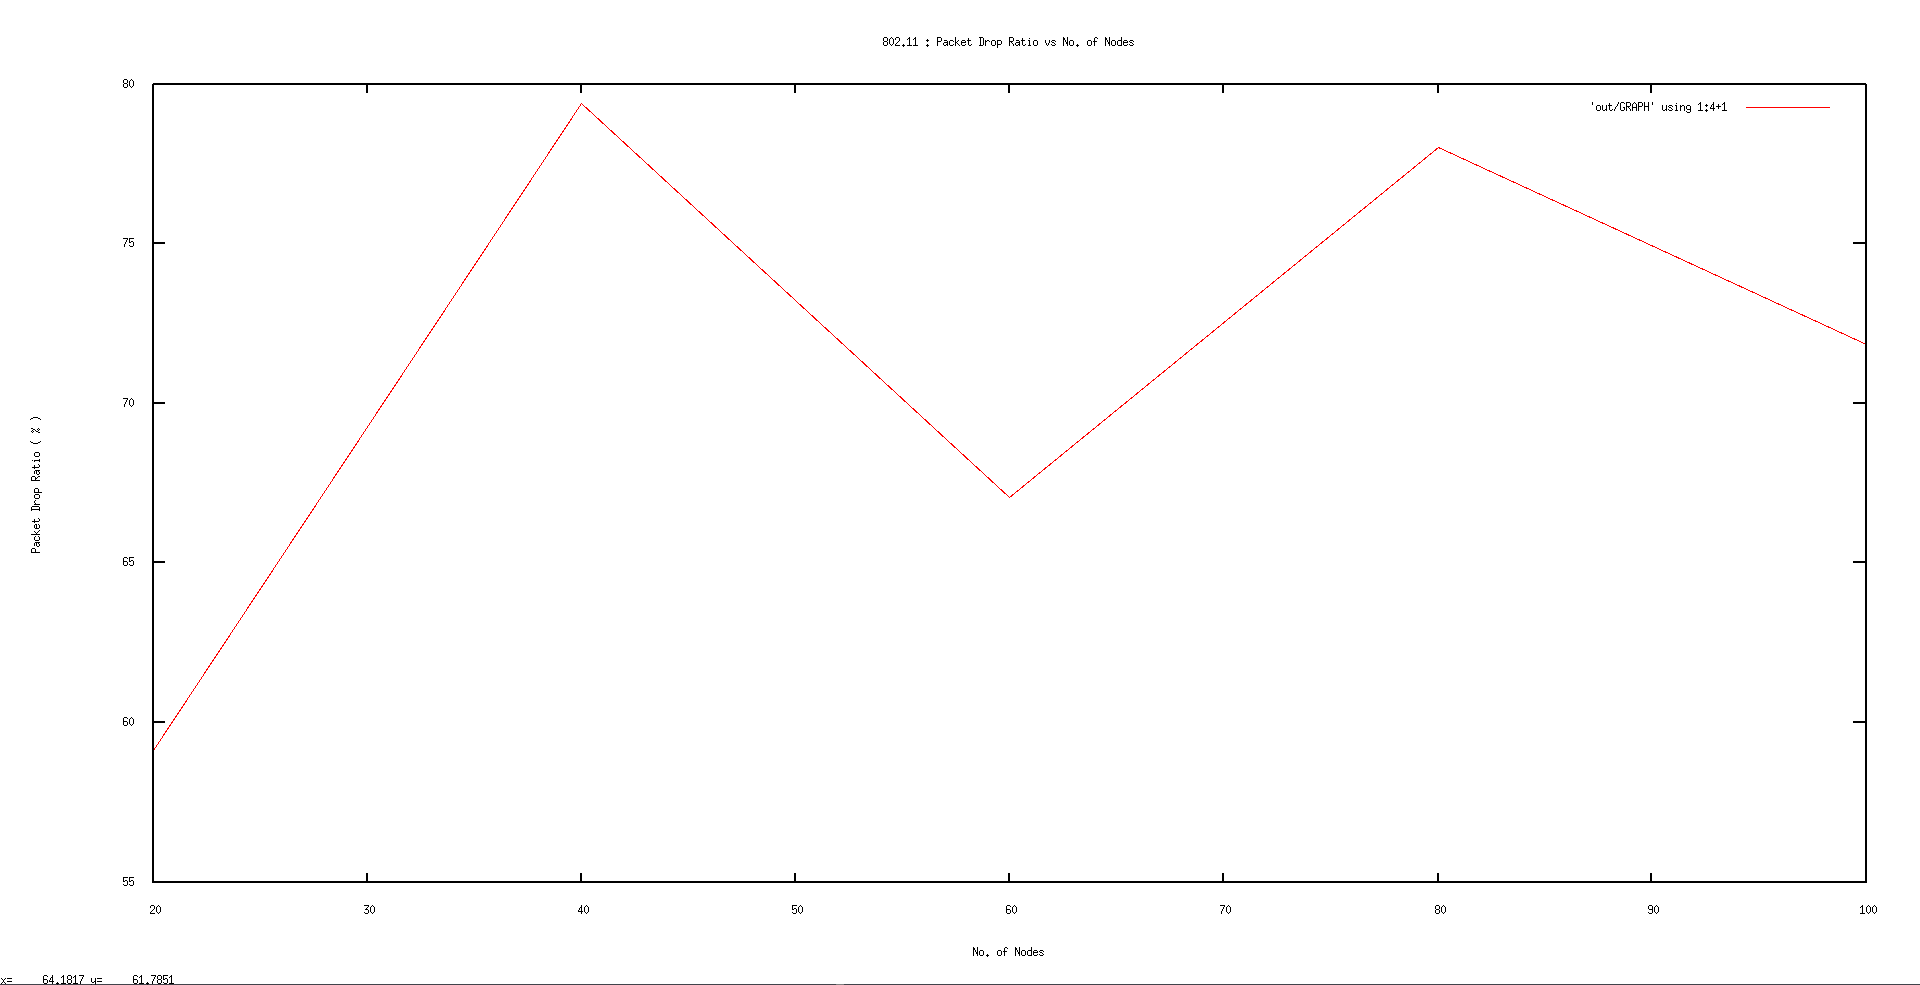 802.11 : Packet Drop Ratio vs No. of Nodes
80
'out/GRAPH' using 1:4+1
75
70
Packet Drop Ratio ( % )
65
60
55
20 30 40 50 60 70 80 90 100
No. of Nodes
x= 64.1817 y= 61.7851